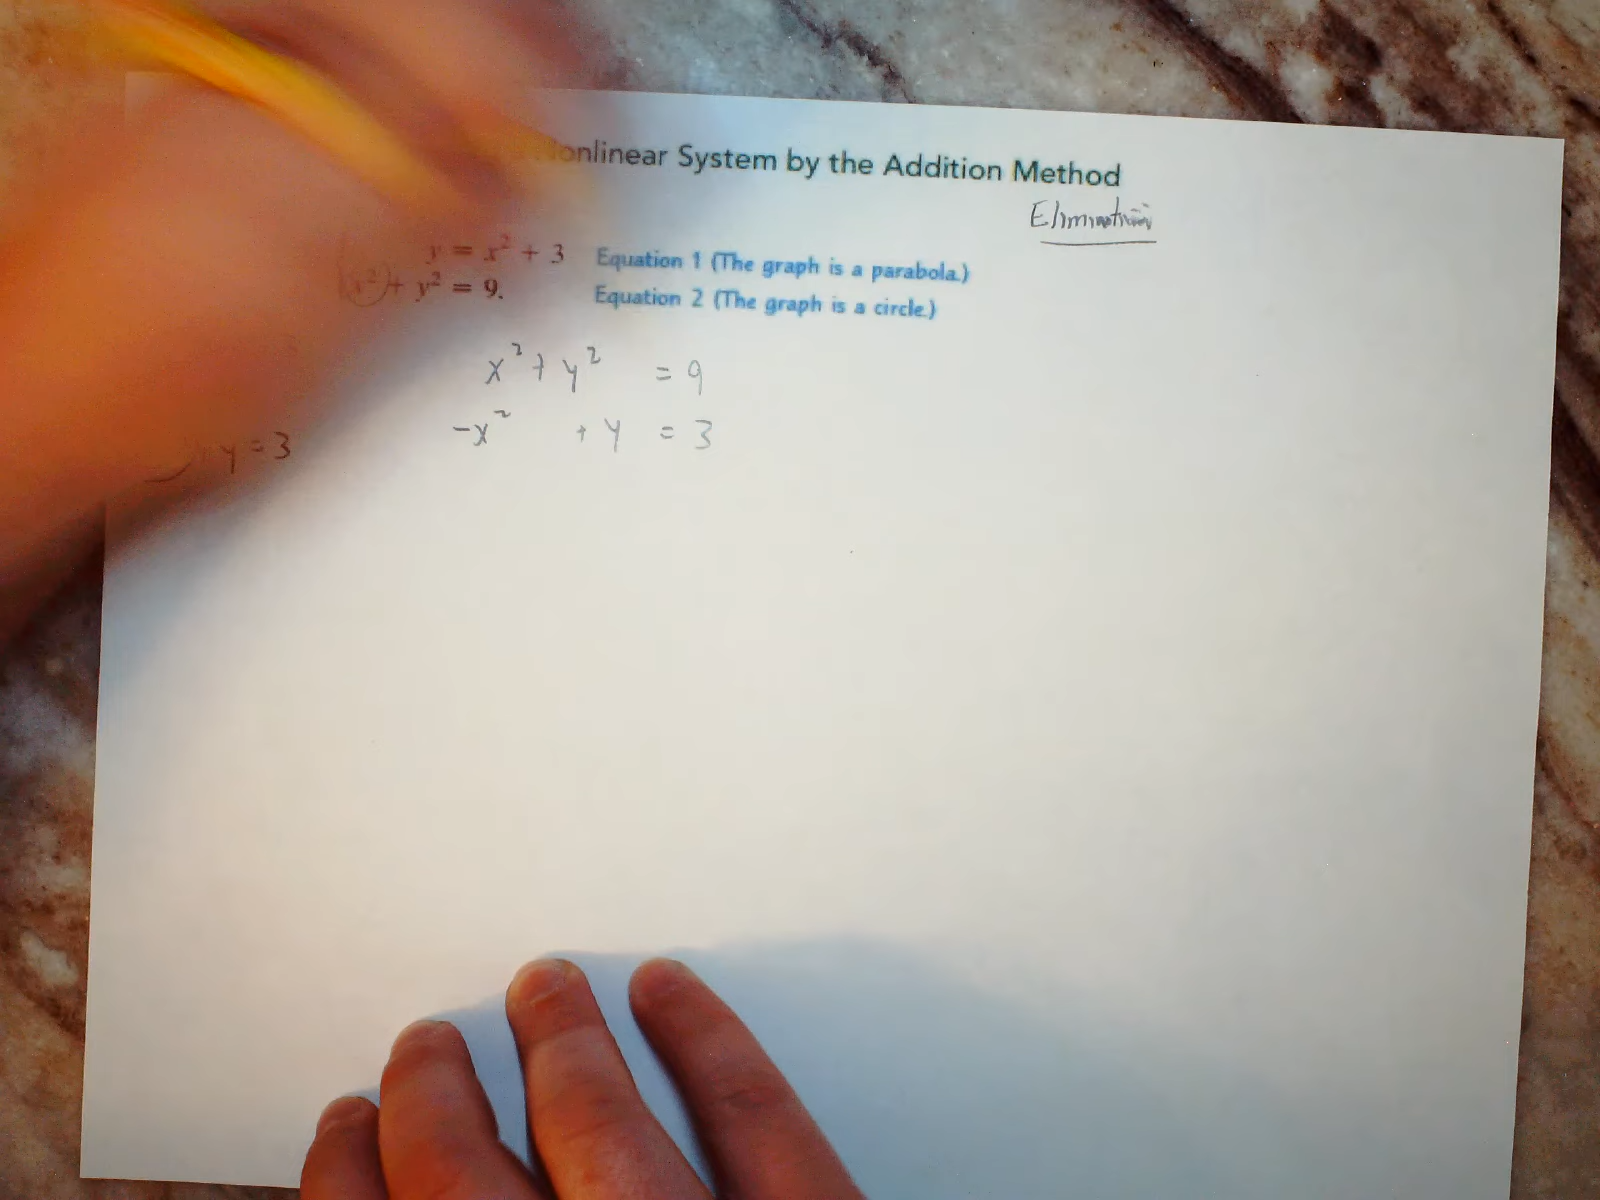 onlinear System by the Addition Method
Elimination
y = x² + 3 Equation 1 (The graph is a parabola.)
x² + y² = 9. Equation 2 (The graph is a circle.)
x² + y² = 9
-x² + y = 3
+ y = 3